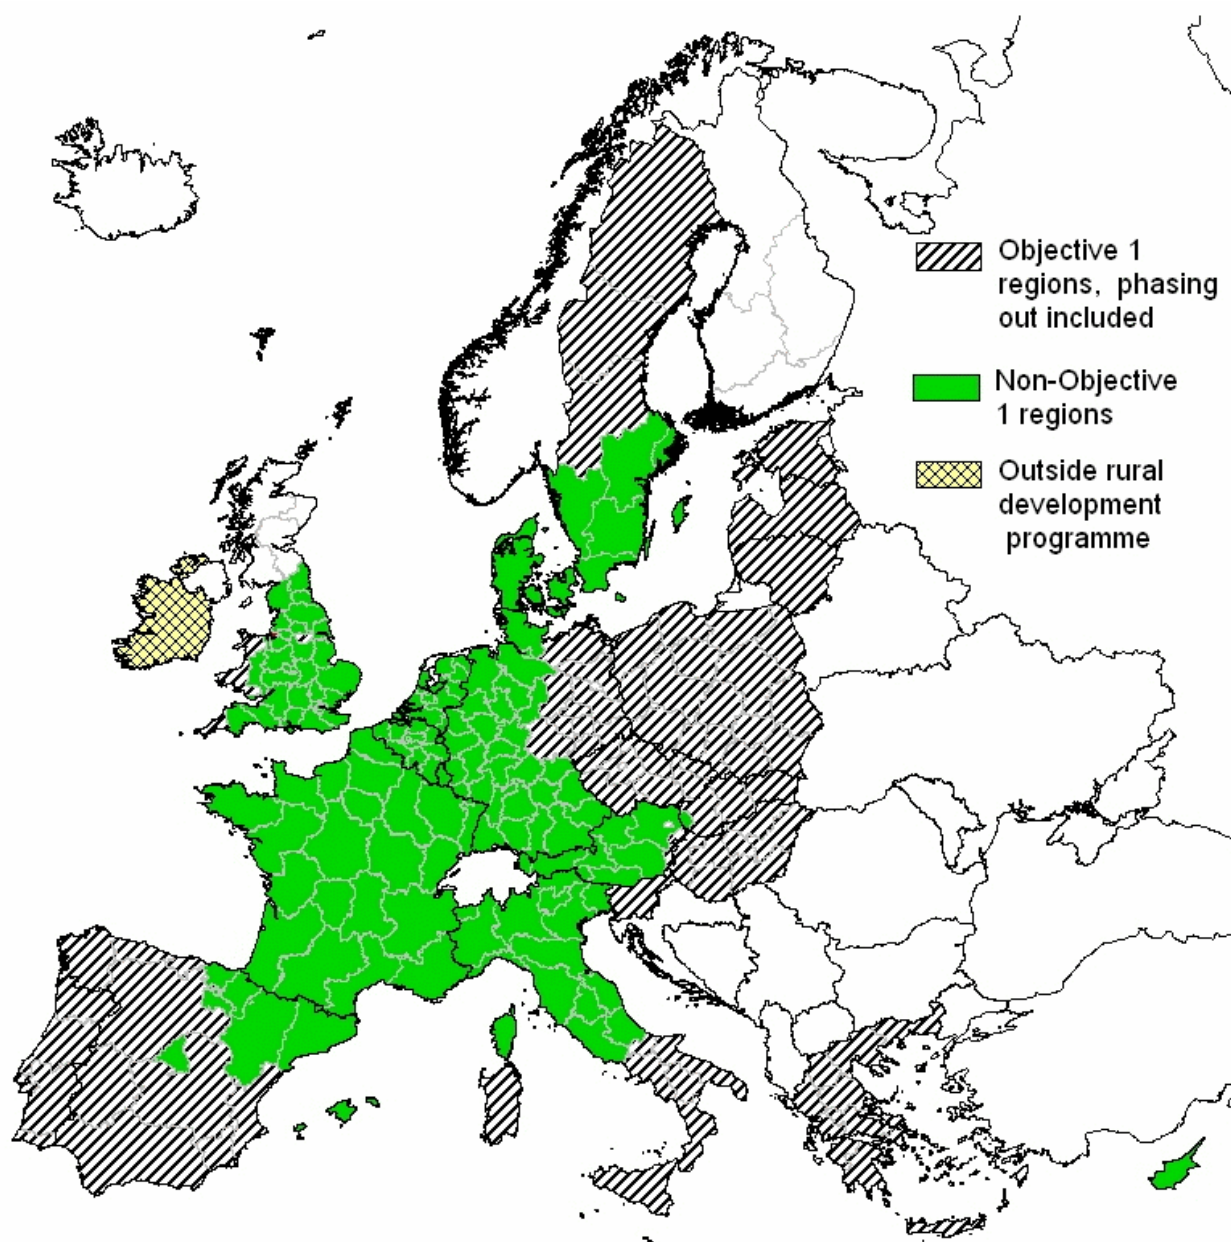 Objective 1
regions, phasing
out included
Non-Objective
1 regions
Outside rural
development
programme